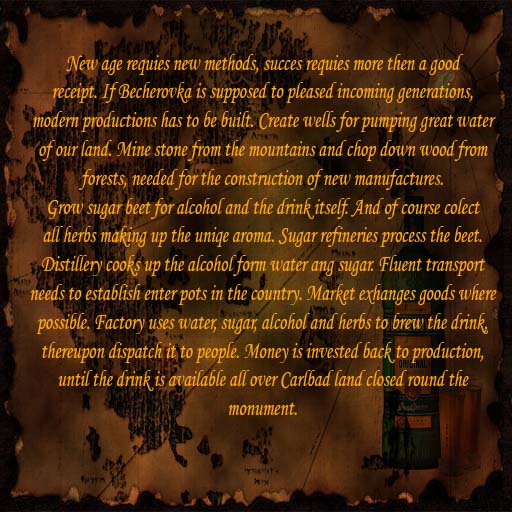 New age requies new methods, succes requies more then a good
receipt. If Becherovka is supposed to pleased incoming generations,
modern productions has to be built. Create wells for pumping great water
of our land. Mine stone from the mountains and chop down wood from
forests, needed for the construction of new manufactures.
Grow sugar beet for alcohol and the drink itself. And of course colect
all herbs making up the uniqe aroma. Sugar refineries process the beet.
Distillery cooks up the alcohol form water ang sugar. Fluent transport
needs to establish enter pots in the country. Market exhanges goods where
possible. Factory uses water, sugar, alcohol and herbs to brew the drink,
thereupon dispatch it to people. Money is invested back to production,
until the drink is available all over Carlbad land closed round the
monument.
ORIGINAL